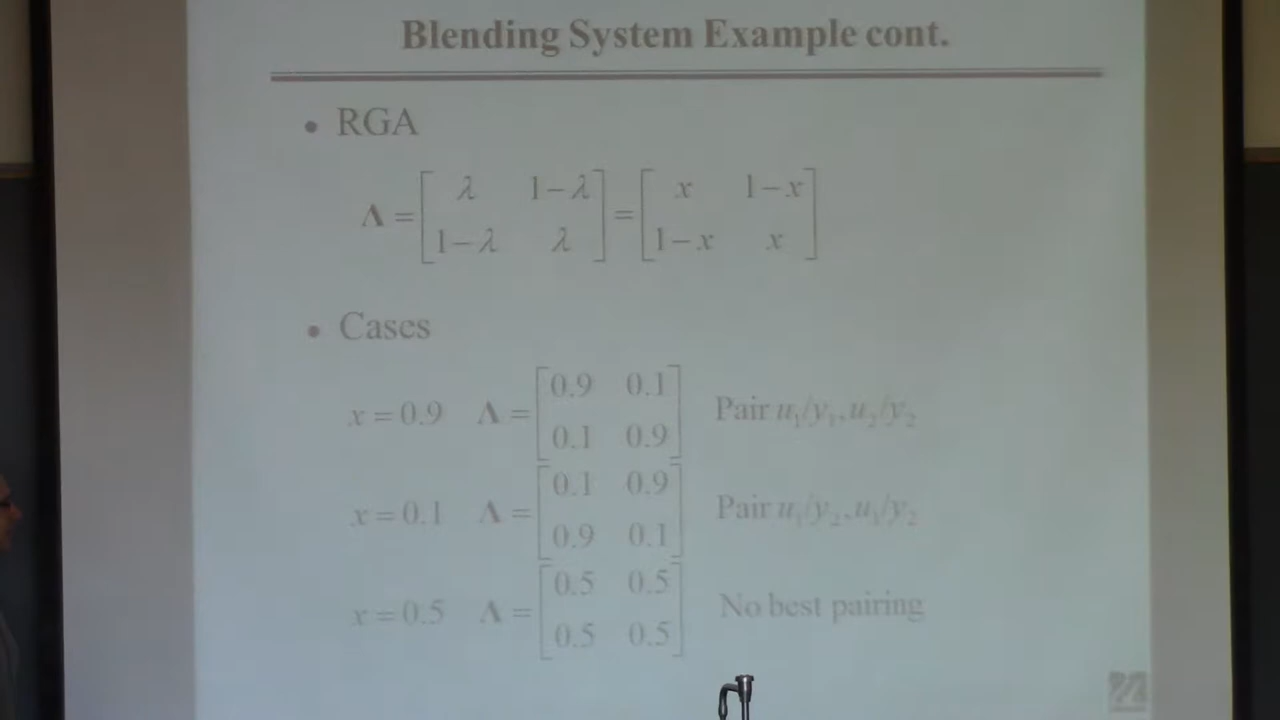 Blending System Example cont.
• RGA
Λ = [ λ 1−λ ; 1−λ λ ] = [ x 1−x ; 1−x x ]
• Cases
x = 0.9 Λ = [ 0.9 0.1 ; 0.1 0.9 ] Pair u₁/y₁, u₂/y₂
x = 0.1 Λ = [ 0.1 0.9 ; 0.9 0.1 ] Pair u₁/y₂, u₁/y₂
x = 0.5 Λ = [ 0.5 0.5 ; 0.5 0.5 ] No best pairing